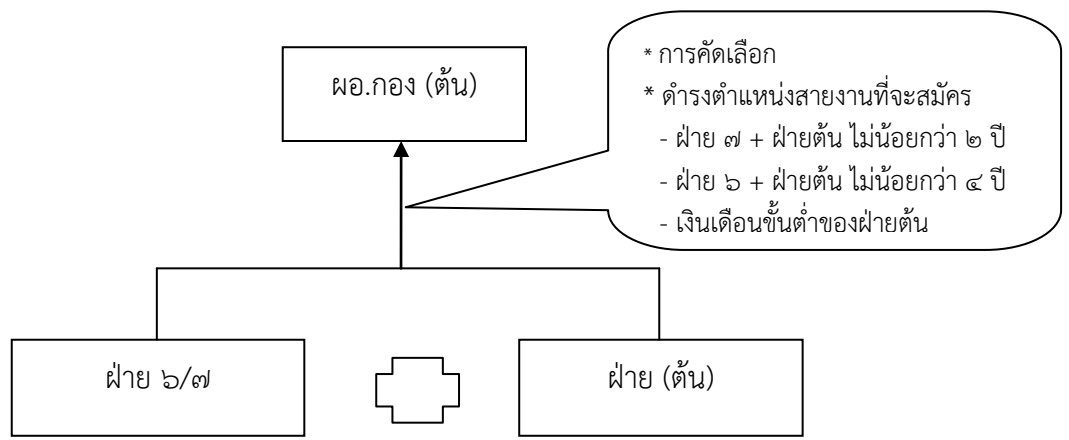 ผอ.กอง (ต้น)
* การคัดเลือก
* ดำรงตำแหน่งสายงานที่จะสมัคร
- ฝ่าย ๗ + ฝ่ายต้น ไม่น้อยกว่า ๒ ปี
- ฝ่าย ๖ + ฝ่ายต้น ไม่น้อยกว่า ๔ ปี
- เงินเดือนขั้นต่ำของฝ่ายต้น
ฝ่าย ๖/๗
ฝ่าย (ต้น)